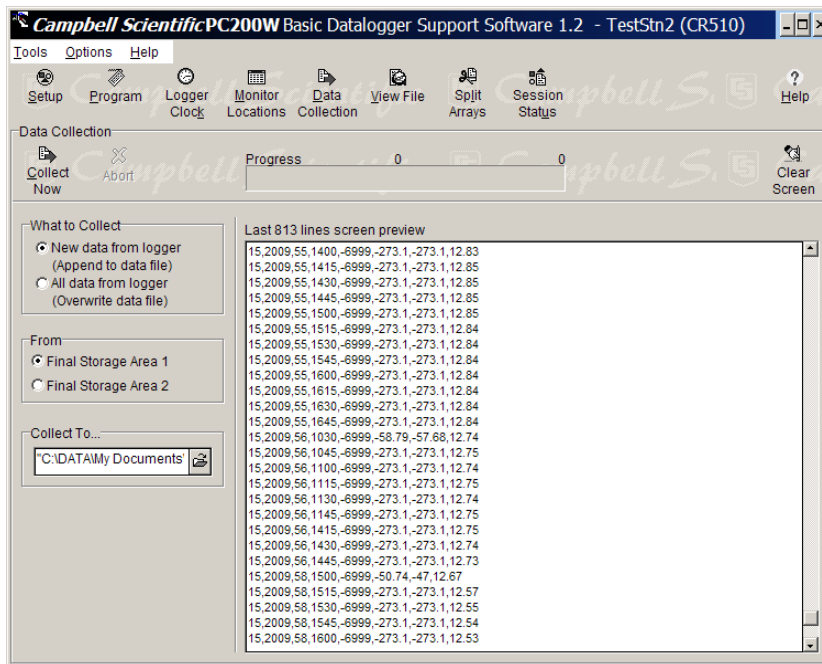 Campbell Scientific PC200W Basic Datalogger Support Software 1.2 - TestStn2 (CR510)
Tools Options Help
Setup Program Logger Clock Monitor Locations Data Collection View File Split Arrays Session Status Help
Data Collection
Collect Now Abort Progress 0 0 Clear Screen
What to Collect
New data from logger
(Append to data file)
All data from logger
(Overwrite data file)
From
Final Storage Area 1
Final Storage Area 2
Collect To...
"C:\DATA\My Documents'
Last 813 lines screen preview
15,2009,55,1400,-6999,-273.1,-273.1,12.83
15,2009,55,1415,-6999,-273.1,-273.1,12.85
15,2009,55,1430,-6999,-273.1,-273.1,12.85
15,2009,55,1445,-6999,-273.1,-273.1,12.85
15,2009,55,1500,-6999,-273.1,-273.1,12.85
15,2009,55,1515,-6999,-273.1,-273.1,12.84
15,2009,55,1530,-6999,-273.1,-273.1,12.84
15,2009,55,1545,-6999,-273.1,-273.1,12.84
15,2009,55,1600,-6999,-273.1,-273.1,12.84
15,2009,55,1615,-6999,-273.1,-273.1,12.84
15,2009,55,1630,-6999,-273.1,-273.1,12.84
15,2009,55,1645,-6999,-273.1,-273.1,12.84
15,2009,56,1030,-6999,-58.79,-57.68,12.74
15,2009,56,1045,-6999,-273.1,-273.1,12.75
15,2009,56,1100,-6999,-273.1,-273.1,12.74
15,2009,56,1115,-6999,-273.1,-273.1,12.75
15,2009,56,1130,-6999,-273.1,-273.1,12.74
15,2009,56,1145,-6999,-273.1,-273.1,12.75
15,2009,56,1415,-6999,-273.1,-273.1,12.75
15,2009,56,1430,-6999,-273.1,-273.1,12.74
15,2009,56,1445,-6999,-273.1,-273.1,12.73
15,2009,58,1500,-6999,-50.74,-47,12.67
15,2009,58,1515,-6999,-273.1,-273.1,12.57
15,2009,58,1530,-6999,-273.1,-273.1,12.55
15,2009,58,1545,-6999,-273.1,-273.1,12.54
15,2009,58,1600,-6999,-273.1,-273.1,12.53